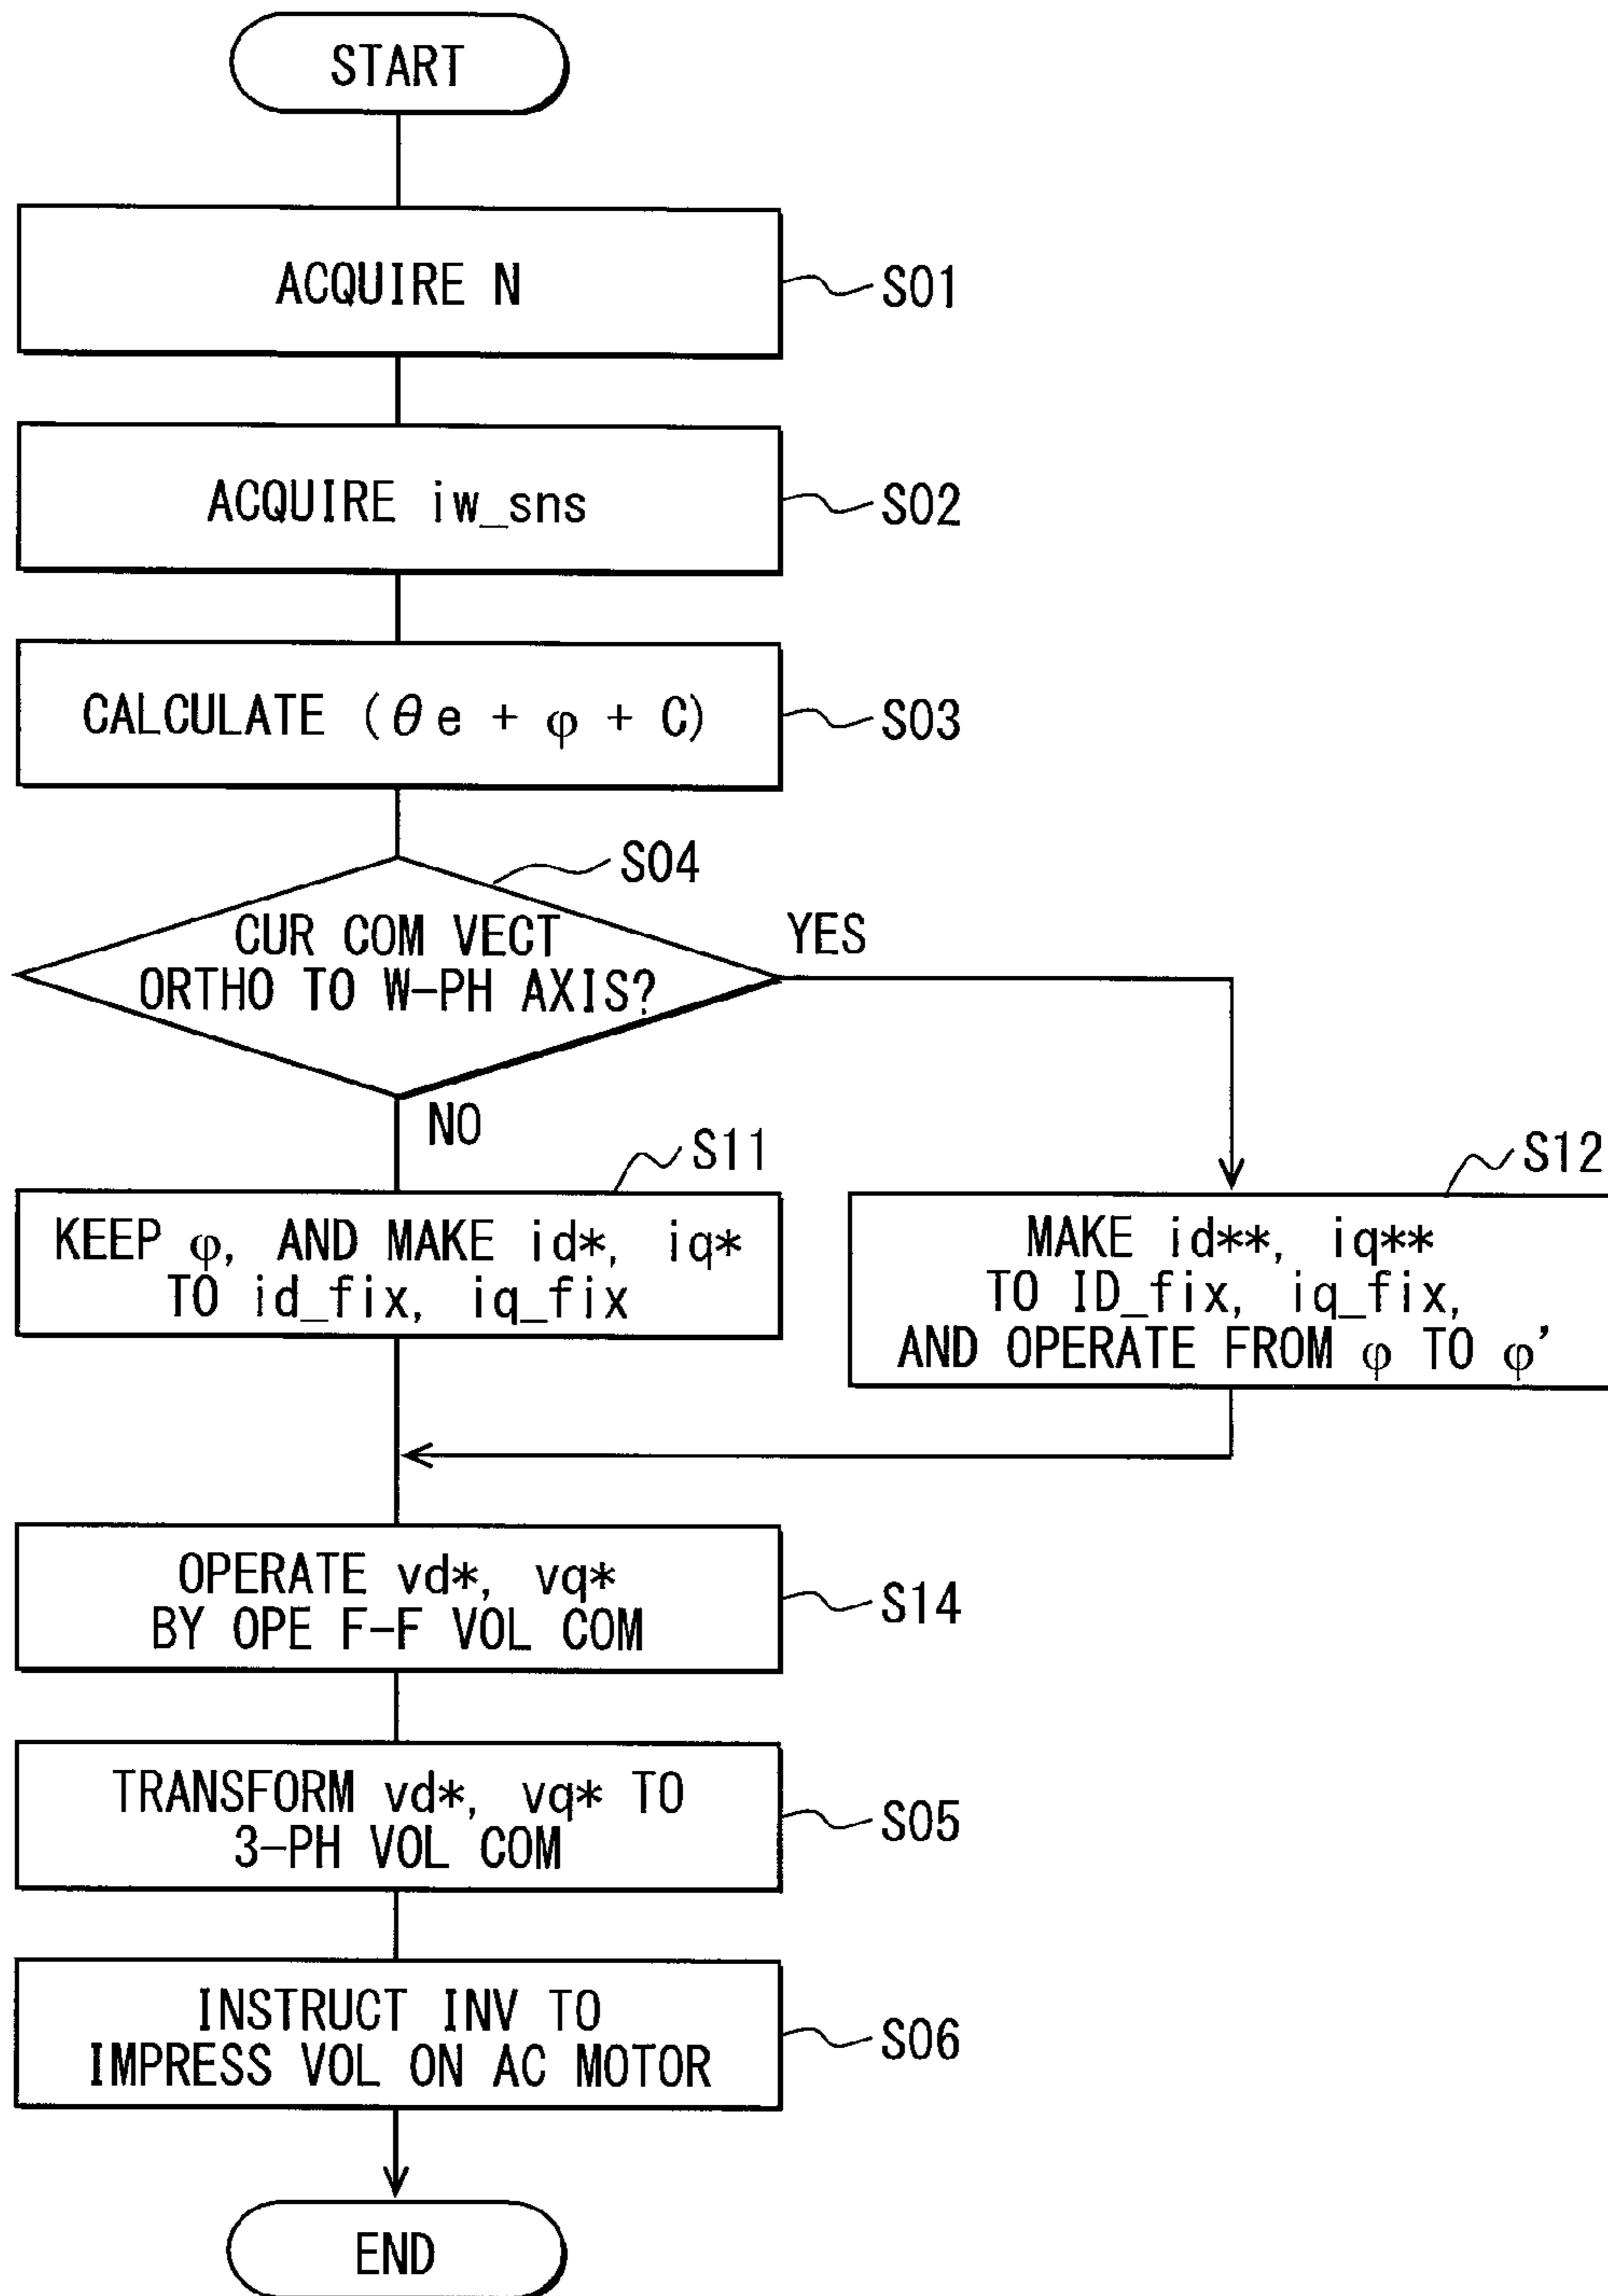 START
ACQUIRE N
S01
ACQUIRE iw_sns
S02
CALCULATE (θe + φ + C)
S03
S04
CUR COM VECT
ORTHO TO W-PH AXIS?
YES
NO
S11
KEEP φ, AND MAKE id*, iq*
TO id_fix, iq_fix
S12
MAKE id**, iq**
TO ID_fix, iq_fix,
AND OPERATE FROM φ TO φ'
OPERATE vd*, vq*
BY OPE F-F VOL COM
S14
TRANSFORM vd*, vq* TO
3-PH VOL COM
S05
INSTRUCT INV TO
IMPRESS VOL ON AC MOTOR
S06
END